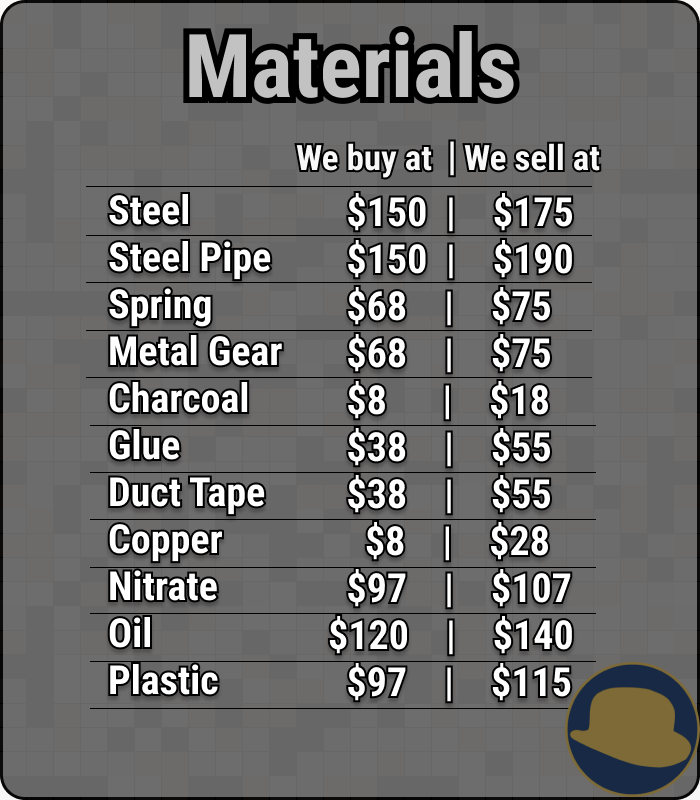 Materials
We buy at | We sell at
Steel $150 | $175
Steel Pipe $150 | $190
Spring $68 | $75
Metal Gear $68 | $75
Charcoal $8 | $18
Glue $38 | $55
Duct Tape $38 | $55
Copper $8 | $28
Nitrate $97 | $107
Oil $120 | $140
Plastic $97 | $115